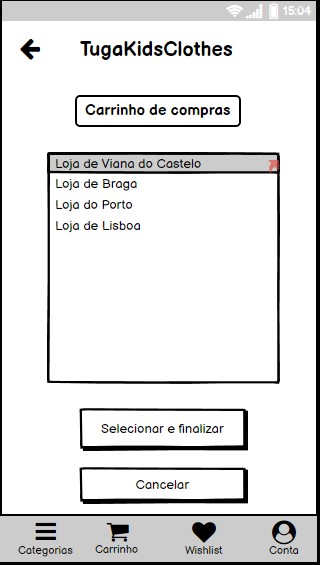 15:04
TugaKidsClothes
Carrinho de compras
Loja de Viana do Castelo
Loja de Braga
Loja do Porto
Loja de Lisboa
Selecionar e finalizar
Cancelar
Categorias Carrinho Wishlist Conta